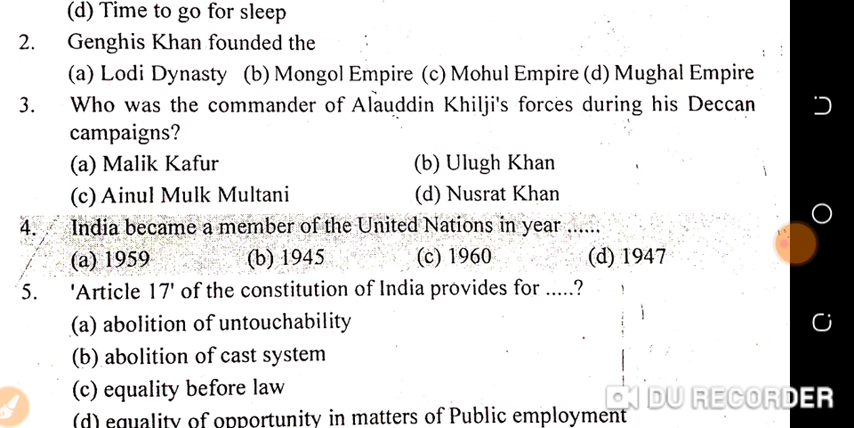 (d) Time to go for sleep
2. Genghis Khan founded the
(a) Lodi Dynasty (b) Mongol Empire (c) Mohul Empire (d) Mughal Empire
3. Who was the commander of Alauddin Khilji's forces during his Deccan
campaigns?
(a) Malik Kafur (b) Ulugh Khan
(c) Ainul Mulk Multani (d) Nusrat Khan
4. India became a member of the United Nations in year ......
(a) 1959 (b) 1945 (c) 1960 (d) 1947
5. 'Article 17' of the constitution of India provides for .....?
(a) abolition of untouchability
(b) abolition of cast system
(c) equality before law
(d) equality of opportunity in matters of Public employment
DU RECORDER